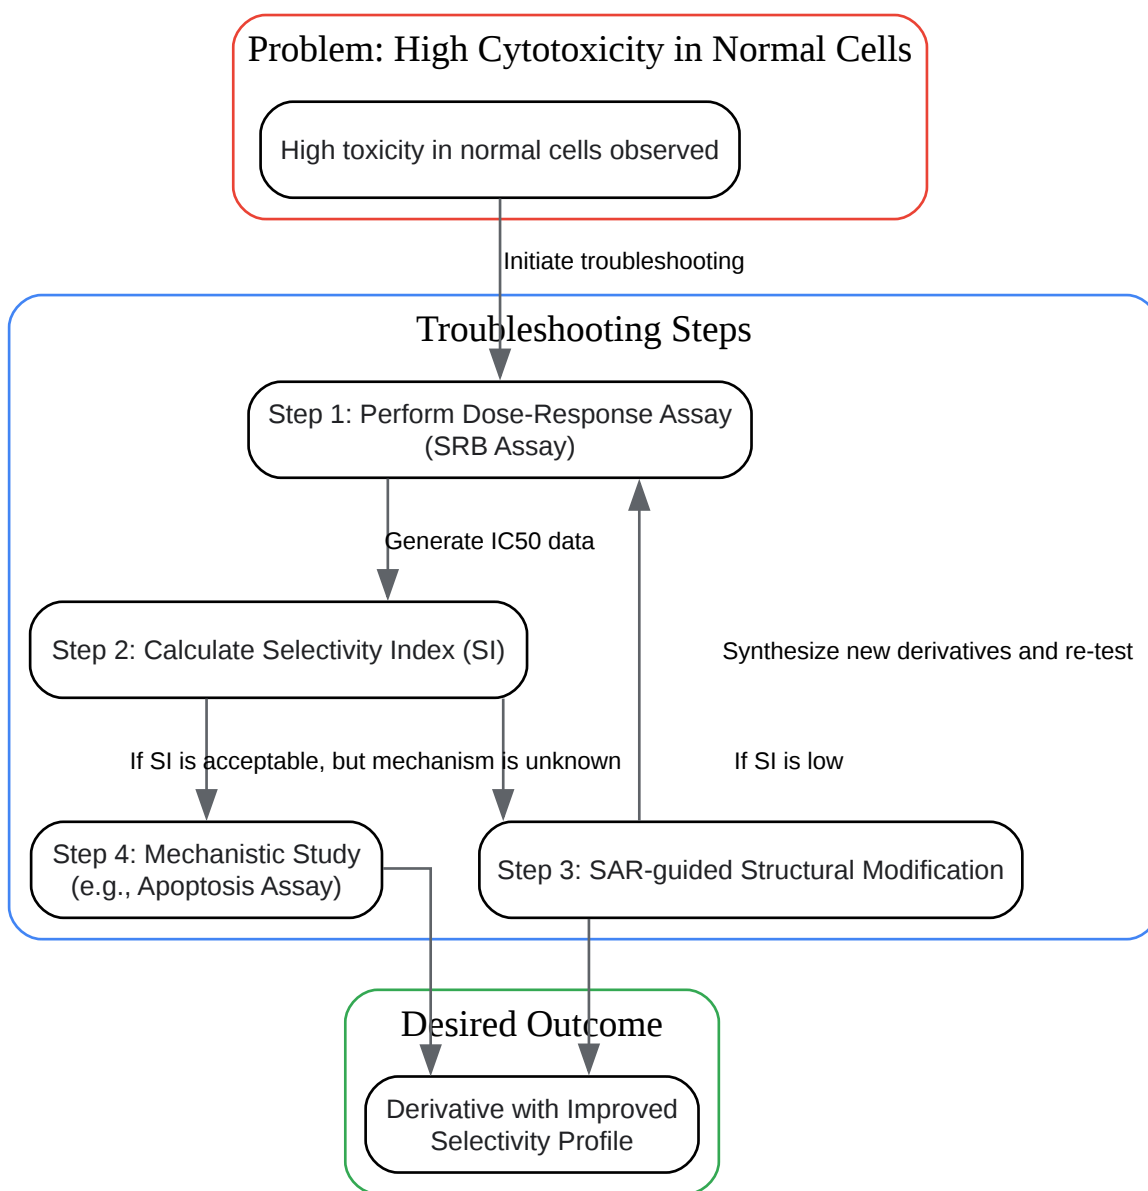 Problem: High Cytotoxicity in Normal Cells
High toxicity in normal cells observed
Initiate troubleshooting
Troubleshooting Steps
Step 1: Perform Dose-Response Assay
(SRB Assay)
Generate IC50 data
Step 2: Calculate Selectivity Index (SI)
Synthesize new derivatives and re-test
If SI is acceptable, but mechanism is unknown
If SI is low
Step 4: Mechanistic Study
(e.g., Apoptosis Assay)
Step 3: SAR-guided Structural Modification
Desired Outcome
Derivative with Improved
Selectivity Profile